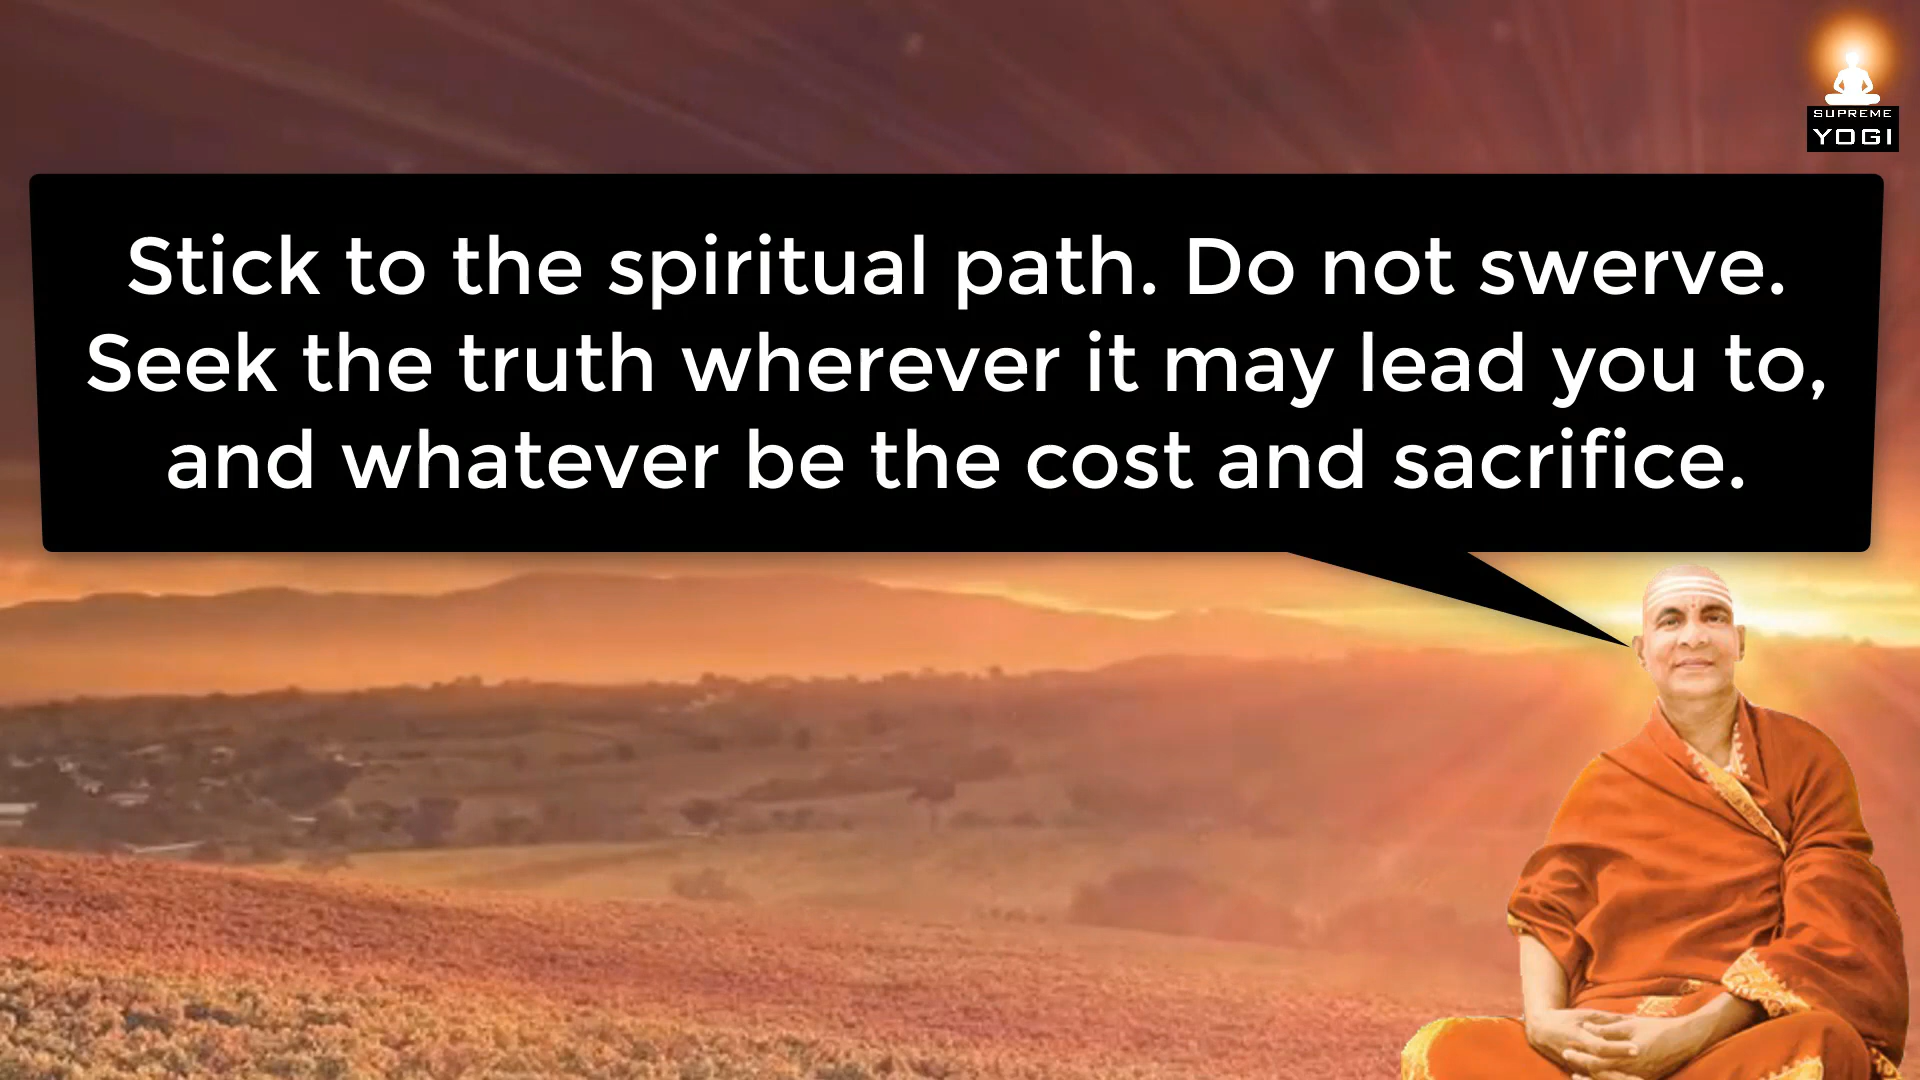 SUPREME
YOGI
Stick to the spiritual path. Do not swerve.
Seek the truth wherever it may lead you to,
and whatever be the cost and sacrifice.